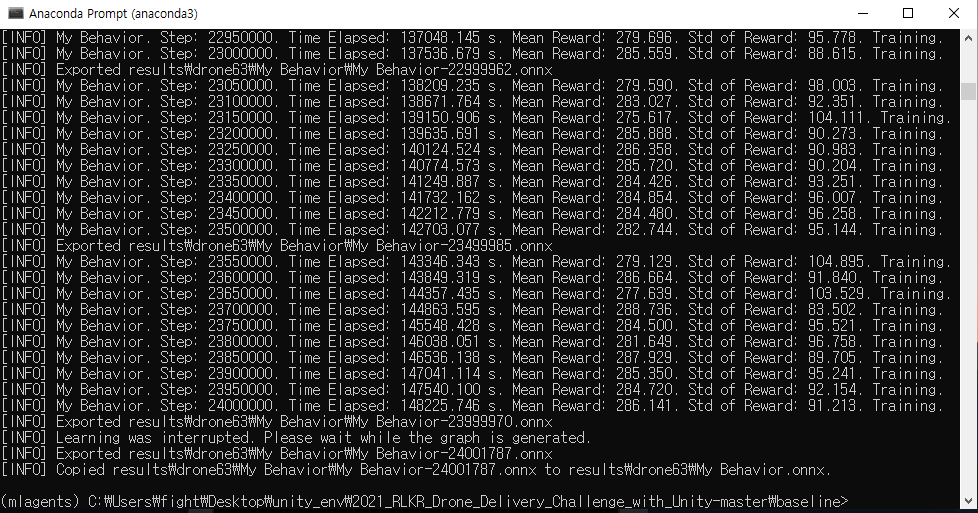 Anaconda Prompt (anaconda3)
[INFO] My Behavior. Step: 22950000. Time Elapsed: 137048.145 s. Mean Reward: 279.696. Std of Reward: 95.778. Training.
[INFO] My Behavior. Step: 23000000. Time Elapsed: 137536.679 s. Mean Reward: 285.559. Std of Reward: 88.615. Training.
[INFO] Exported results₩drone63₩My Behavior₩My Behavior-22999962.onnx
[INFO] My Behavior. Step: 23050000. Time Elapsed: 138209.235 s. Mean Reward: 279.590. Std of Reward: 98.003. Training.
[INFO] My Behavior. Step: 23100000. Time Elapsed: 138671.764 s. Mean Reward: 283.027. Std of Reward: 92.351. Training.
[INFO] My Behavior. Step: 23150000. Time Elapsed: 139150.906 s. Mean Reward: 275.617. Std of Reward: 104.111. Training.
[INFO] My Behavior. Step: 23200000. Time Elapsed: 139635.691 s. Mean Reward: 285.888. Std of Reward: 90.273. Training.
[INFO] My Behavior. Step: 23250000. Time Elapsed: 140124.524 s. Mean Reward: 286.358. Std of Reward: 90.983. Training.
[INFO] My Behavior. Step: 23300000. Time Elapsed: 140774.573 s. Mean Reward: 285.720. Std of Reward: 90.204. Training.
[INFO] My Behavior. Step: 23350000. Time Elapsed: 141249.887 s. Mean Reward: 284.426. Std of Reward: 93.251. Training.
[INFO] My Behavior. Step: 23400000. Time Elapsed: 141732.162 s. Mean Reward: 284.854. Std of Reward: 96.007. Training.
[INFO] My Behavior. Step: 23450000. Time Elapsed: 142212.779 s. Mean Reward: 284.480. Std of Reward: 96.258. Training.
[INFO] My Behavior. Step: 23500000. Time Elapsed: 142703.077 s. Mean Reward: 282.744. Std of Reward: 95.144. Training.
[INFO] Exported results₩drone63₩My Behavior₩My Behavior-23499985.onnx
[INFO] My Behavior. Step: 23550000. Time Elapsed: 143346.343 s. Mean Reward: 279.129. Std of Reward: 104.895. Training.
[INFO] My Behavior. Step: 23600000. Time Elapsed: 143849.319 s. Mean Reward: 286.664. Std of Reward: 91.840. Training.
[INFO] My Behavior. Step: 23650000. Time Elapsed: 144357.435 s. Mean Reward: 277.639. Std of Reward: 103.529. Training.
[INFO] My Behavior. Step: 23700000. Time Elapsed: 144863.595 s. Mean Reward: 288.736. Std of Reward: 83.502. Training.
[INFO] My Behavior. Step: 23750000. Time Elapsed: 145548.428 s. Mean Reward: 284.500. Std of Reward: 95.521. Training.
[INFO] My Behavior. Step: 23800000. Time Elapsed: 146038.051 s. Mean Reward: 281.649. Std of Reward: 96.758. Training.
[INFO] My Behavior. Step: 23850000. Time Elapsed: 146536.138 s. Mean Reward: 287.929. Std of Reward: 89.705. Training.
[INFO] My Behavior. Step: 23900000. Time Elapsed: 147041.114 s. Mean Reward: 285.350. Std of Reward: 95.241. Training.
[INFO] My Behavior. Step: 23950000. Time Elapsed: 147540.100 s. Mean Reward: 284.720. Std of Reward: 92.154. Training.
[INFO] My Behavior. Step: 24000000. Time Elapsed: 148225.746 s. Mean Reward: 286.141. Std of Reward: 91.213. Training.
[INFO] Exported results₩drone63₩My Behavior₩My Behavior-23999970.onnx
[INFO] Learning was interrupted. Please wait while the graph is generated.
[INFO] Exported results₩drone63₩My Behavior₩My Behavior-24001787.onnx
[INFO] Copied results₩drone63₩My Behavior₩My Behavior-24001787.onnx to results₩drone63₩My Behavior.onnx.
(mlagents) C:₩Users₩fight₩Desktop₩unity_env₩2021_RLKR_Drone_Delivery_Challenge_with_Unity-master₩baseline>